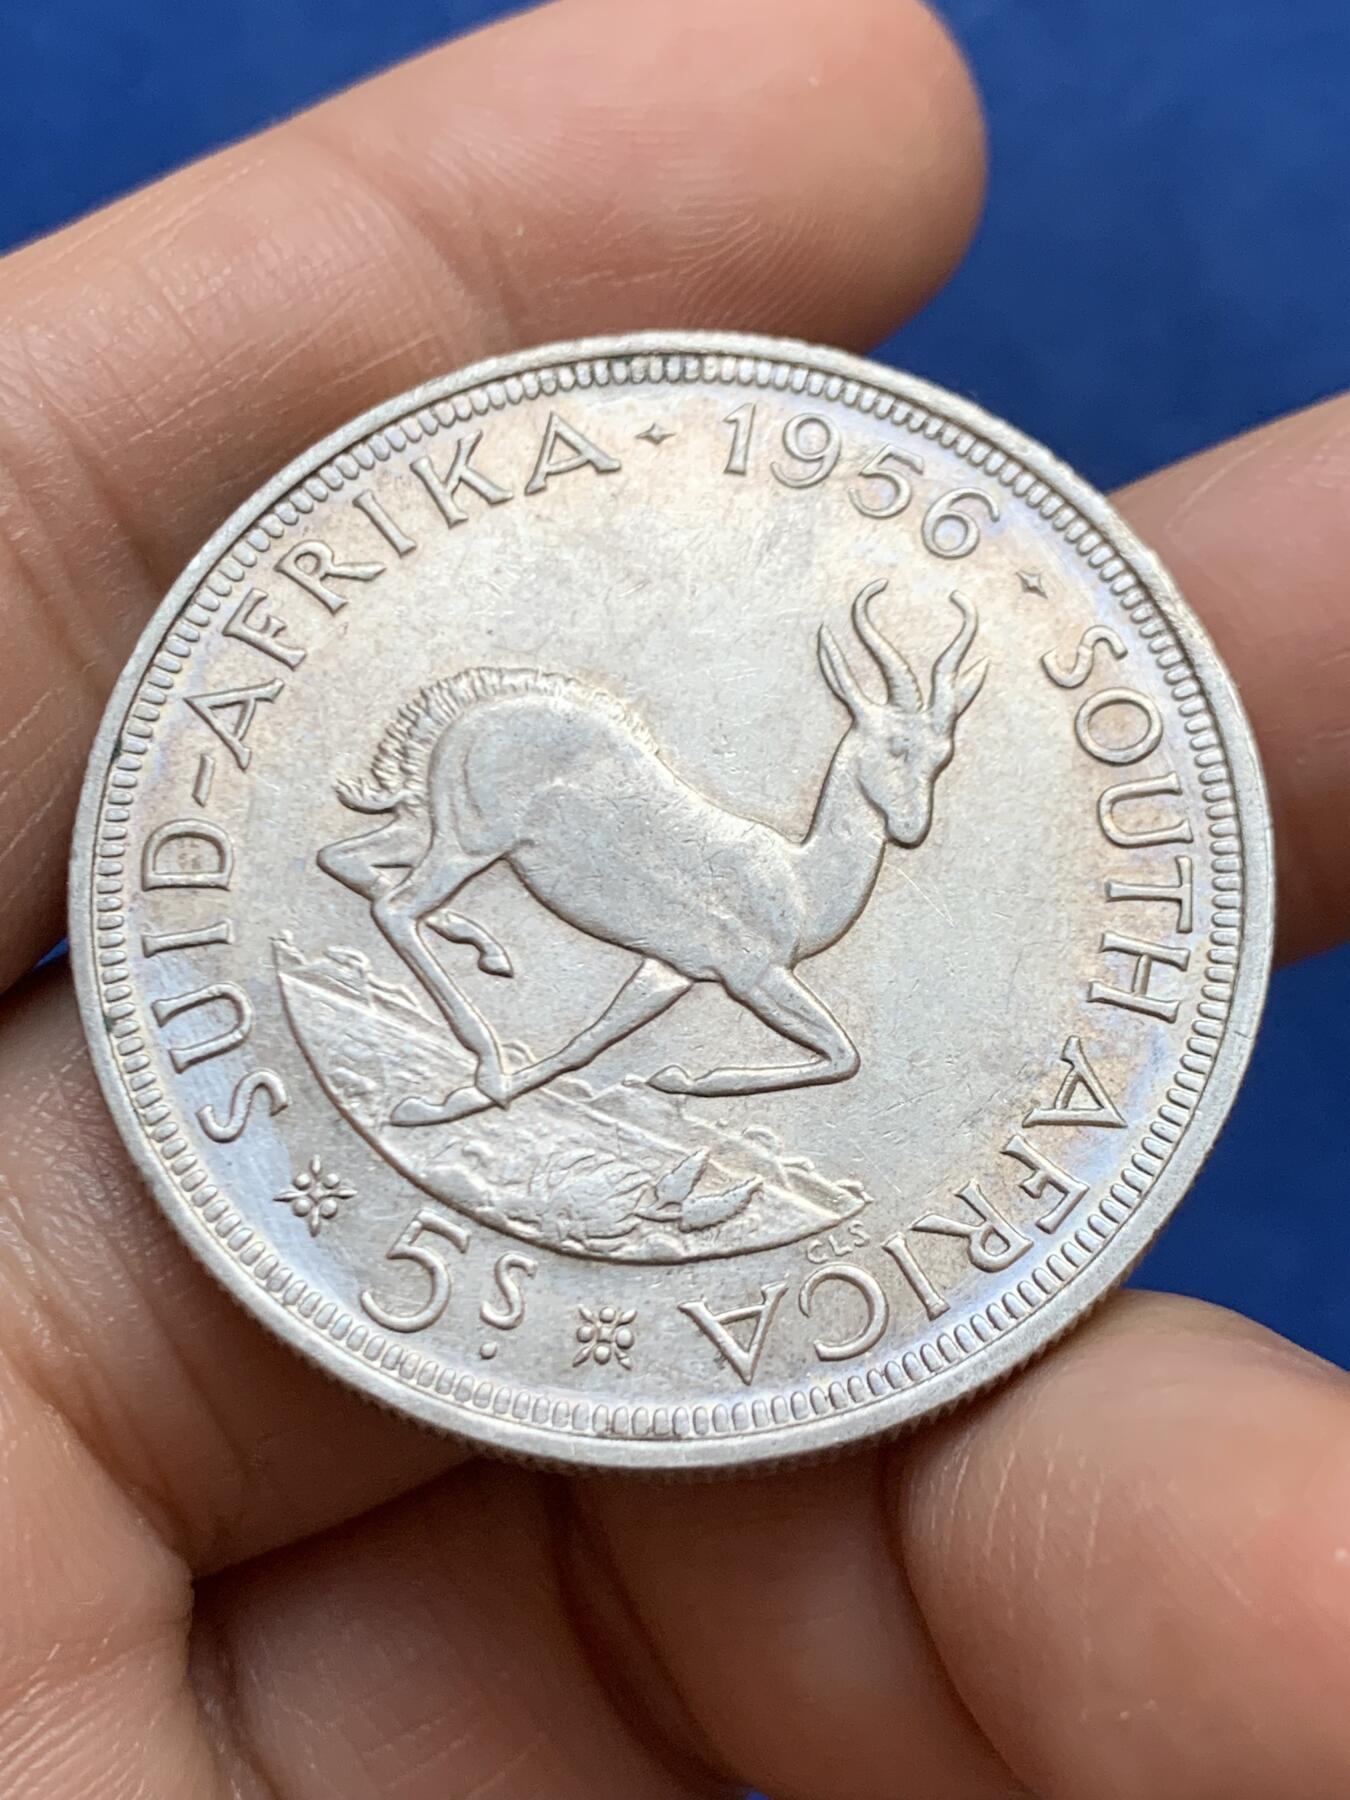 SUID-AFRIKA · 1956 · SOUTH AFRICA
5s.
CLS